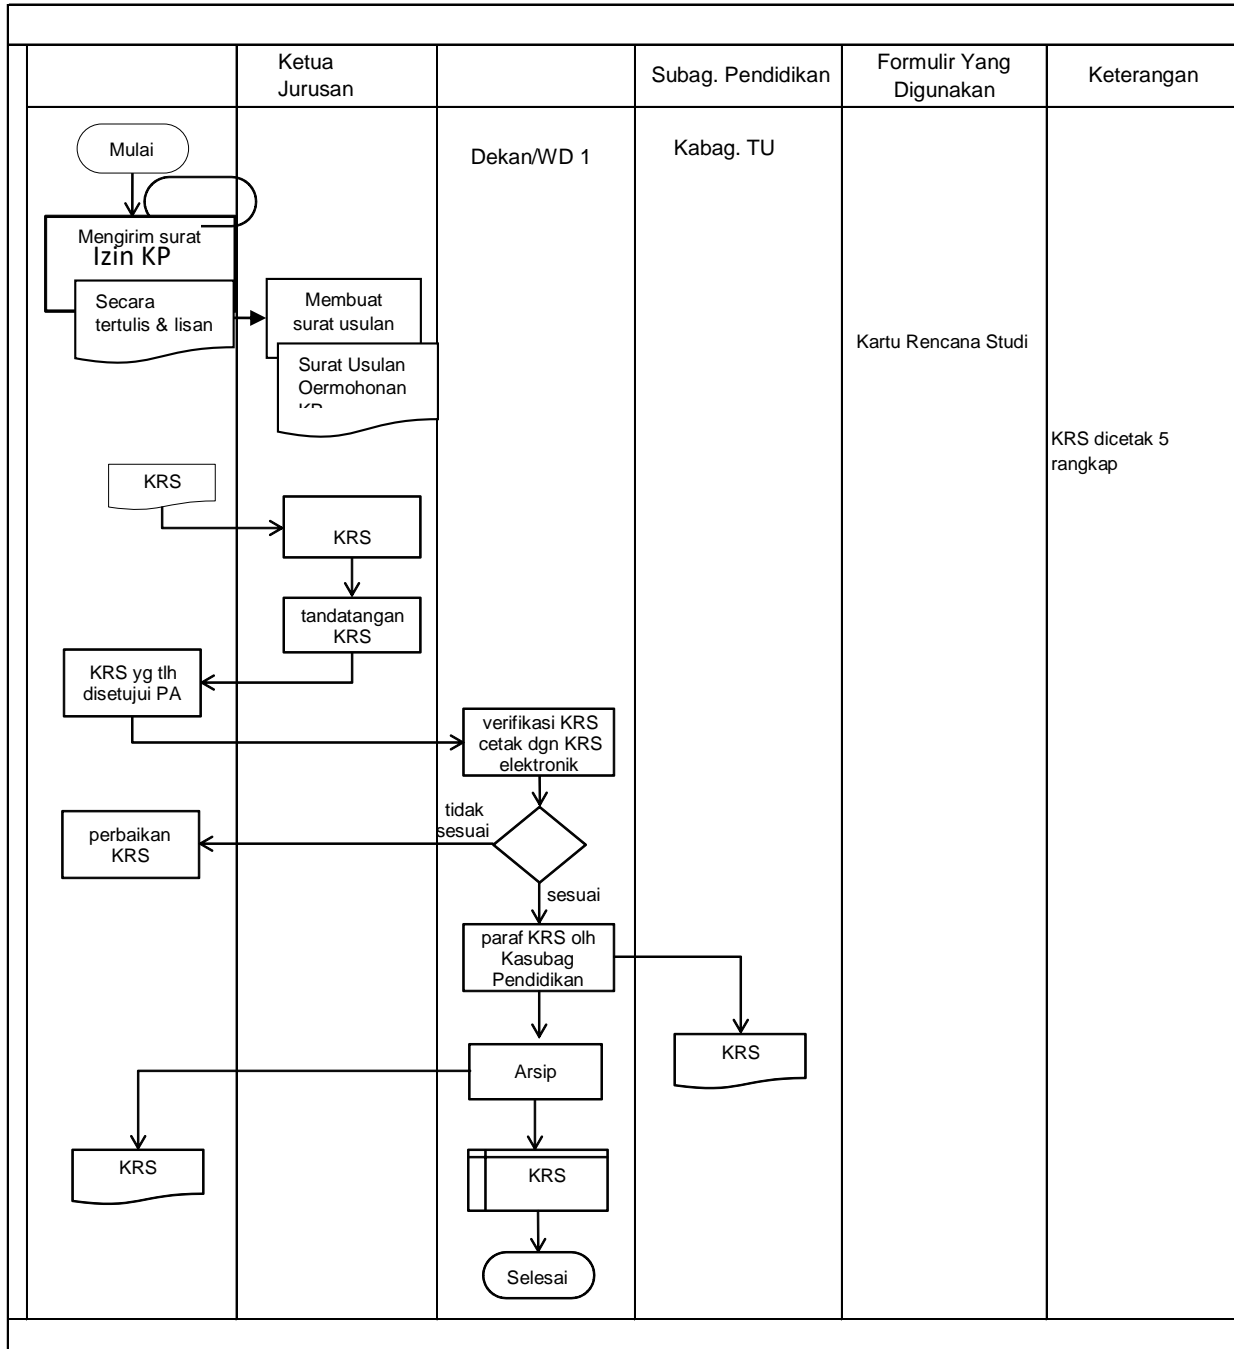 Ketua
Jurusan
Subag. Pendidikan
Formulir Yang
Digunakan
Keterangan
Mulai
Dekan/WD 1
Kabag. TU
Mengirim surat
Izin KP
Secara
tertulis & lisan
Membuat
surat usulan
Surat Usulan
Oermohonan
KP
Kartu Rencana Studi
KRS dicetak 5
rangkap
KRS
KRS
tandatangan
KRS
KRS yg tlh
disetujui PA
verifikasi KRS
cetak dgn KRS
elektronik
tidak
sesuai
perbaikan
KRS
sesuai
paraf KRS olh
Kasubag
Pendidikan
KRS
Arsip
KRS
KRS
Selesai